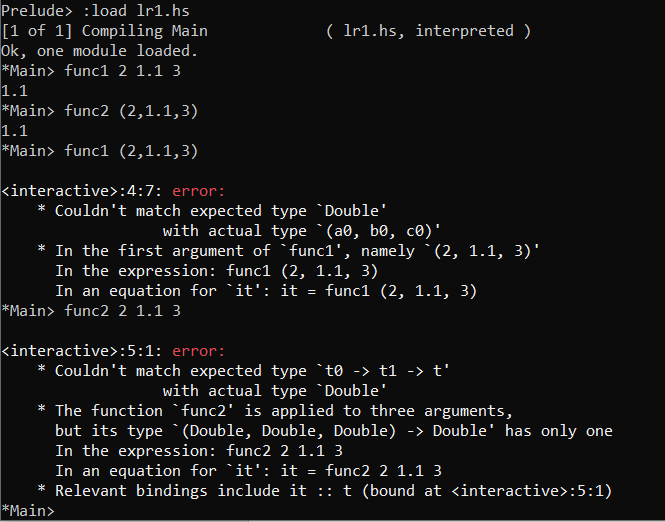 Prelude> :load lr1.hs
[1 of 1] Compiling Main             ( lr1.hs, interpreted )
Ok, one module loaded.
*Main> func1 2 1.1 3
1.1
*Main> func2 (2,1.1,3)
1.1
*Main> func1 (2,1.1,3)

<interactive>:4:7: error:
    * Couldn't match expected type `Double'
                  with actual type `(a0, b0, c0)'
    * In the first argument of `func1', namely `(2, 1.1, 3)'
      In the expression: func1 (2, 1.1, 3)
      In an equation for `it': it = func1 (2, 1.1, 3)
*Main> func2 2 1.1 3

<interactive>:5:1: error:
    * Couldn't match expected type `t0 -> t1 -> t'
                  with actual type `Double'
    * The function `func2' is applied to three arguments,
      but its type `(Double, Double, Double) -> Double' has only one
      In the expression: func2 2 1.1 3
      In an equation for `it': it = func2 2 1.1 3
    * Relevant bindings include it :: t (bound at <interactive>:5:1)
*Main>